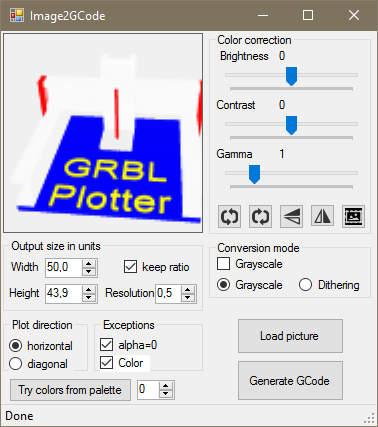 Image2GCode
GRBL
Plotter
Color correction
Brightness 0
Contrast 0
Gamma 1
Output size in units
Width 50,0 keep ratio
Height 43,9 Resolution 0,5
Conversion mode
Grayscale
Grayscale Dithering
Plot direction
horizontal
diagonal
Exceptions
alpha=0
Color
Load picture
Generate GCode
Try colors from palette 0
Done